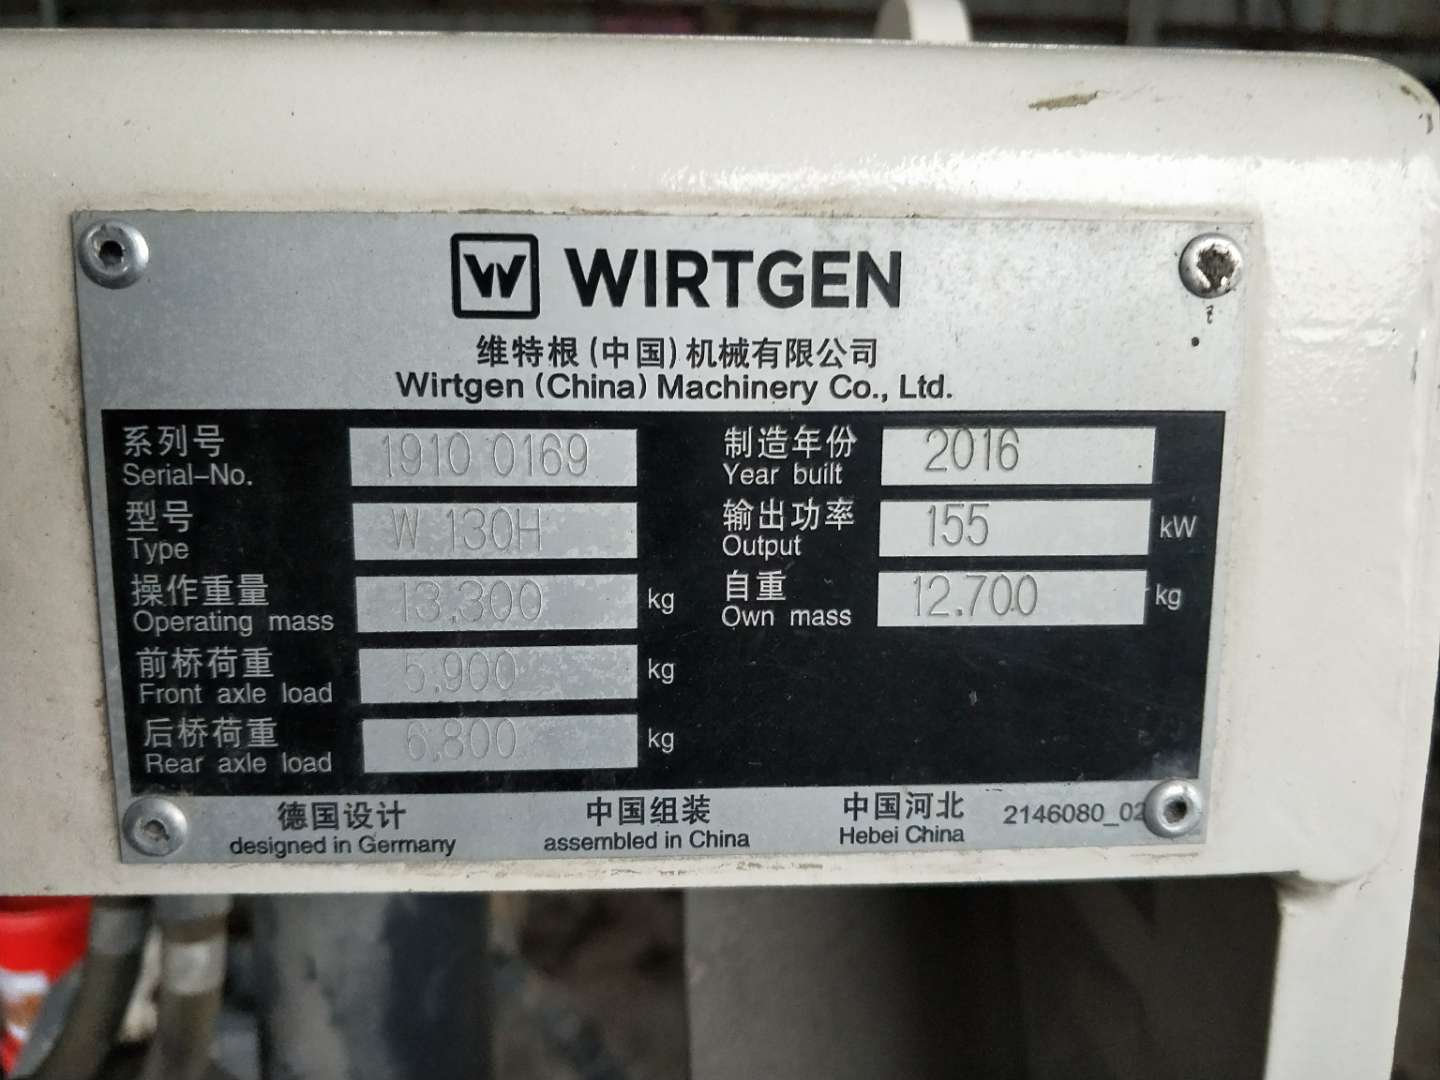 W WIRTGEN
维特根(中国)机械有限公司
Wirtgen (China) Machinery Co., Ltd.
系列号
Serial-No.
1910 0169
制造年份
Year built
2016
型号
Type
W 130H
输出功率
Output
155
kW
操作重量
Operating mass
13,300
kg
自重
Own mass
12,700
kg
前桥荷重
Front axle load
5,900
kg
后桥荷重
Rear axle load
6,800
kg
德国设计
designed in Germany
中国组装
assembled in China
中国河北
Hebei China
2146080_02